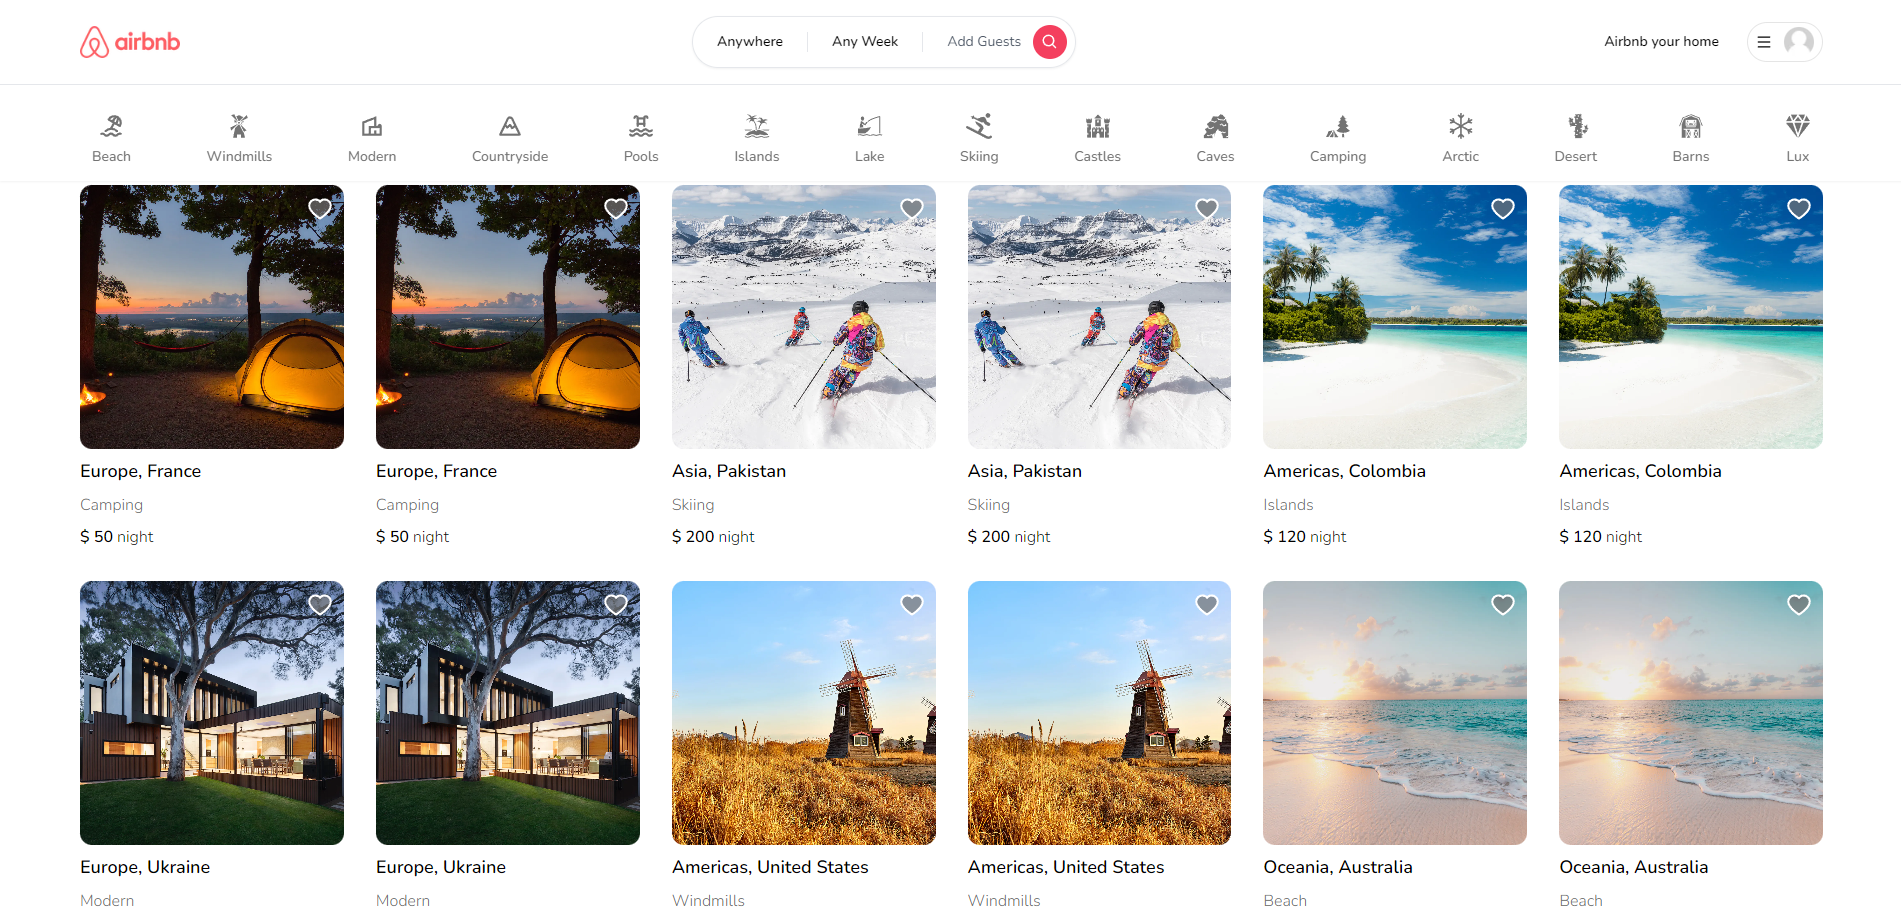 airbnb
Anywhere Any Week Add Guests
Airbnb your home
Beach Windmills Modern Countryside Pools Islands Lake Skiing Castles Caves Camping Arctic Desert Barns Lux
Europe, France Europe, France Asia, Pakistan Asia, Pakistan Americas, Colombia Americas, Colombia
Camping Camping Skiing Skiing Islands Islands
$ 50 night $ 50 night $ 200 night $ 200 night $ 120 night $ 120 night
Europe, Ukraine Europe, Ukraine Americas, United States Americas, United States Oceania, Australia Oceania, Australia
Modern Modern Windmills Windmills Beach Beach